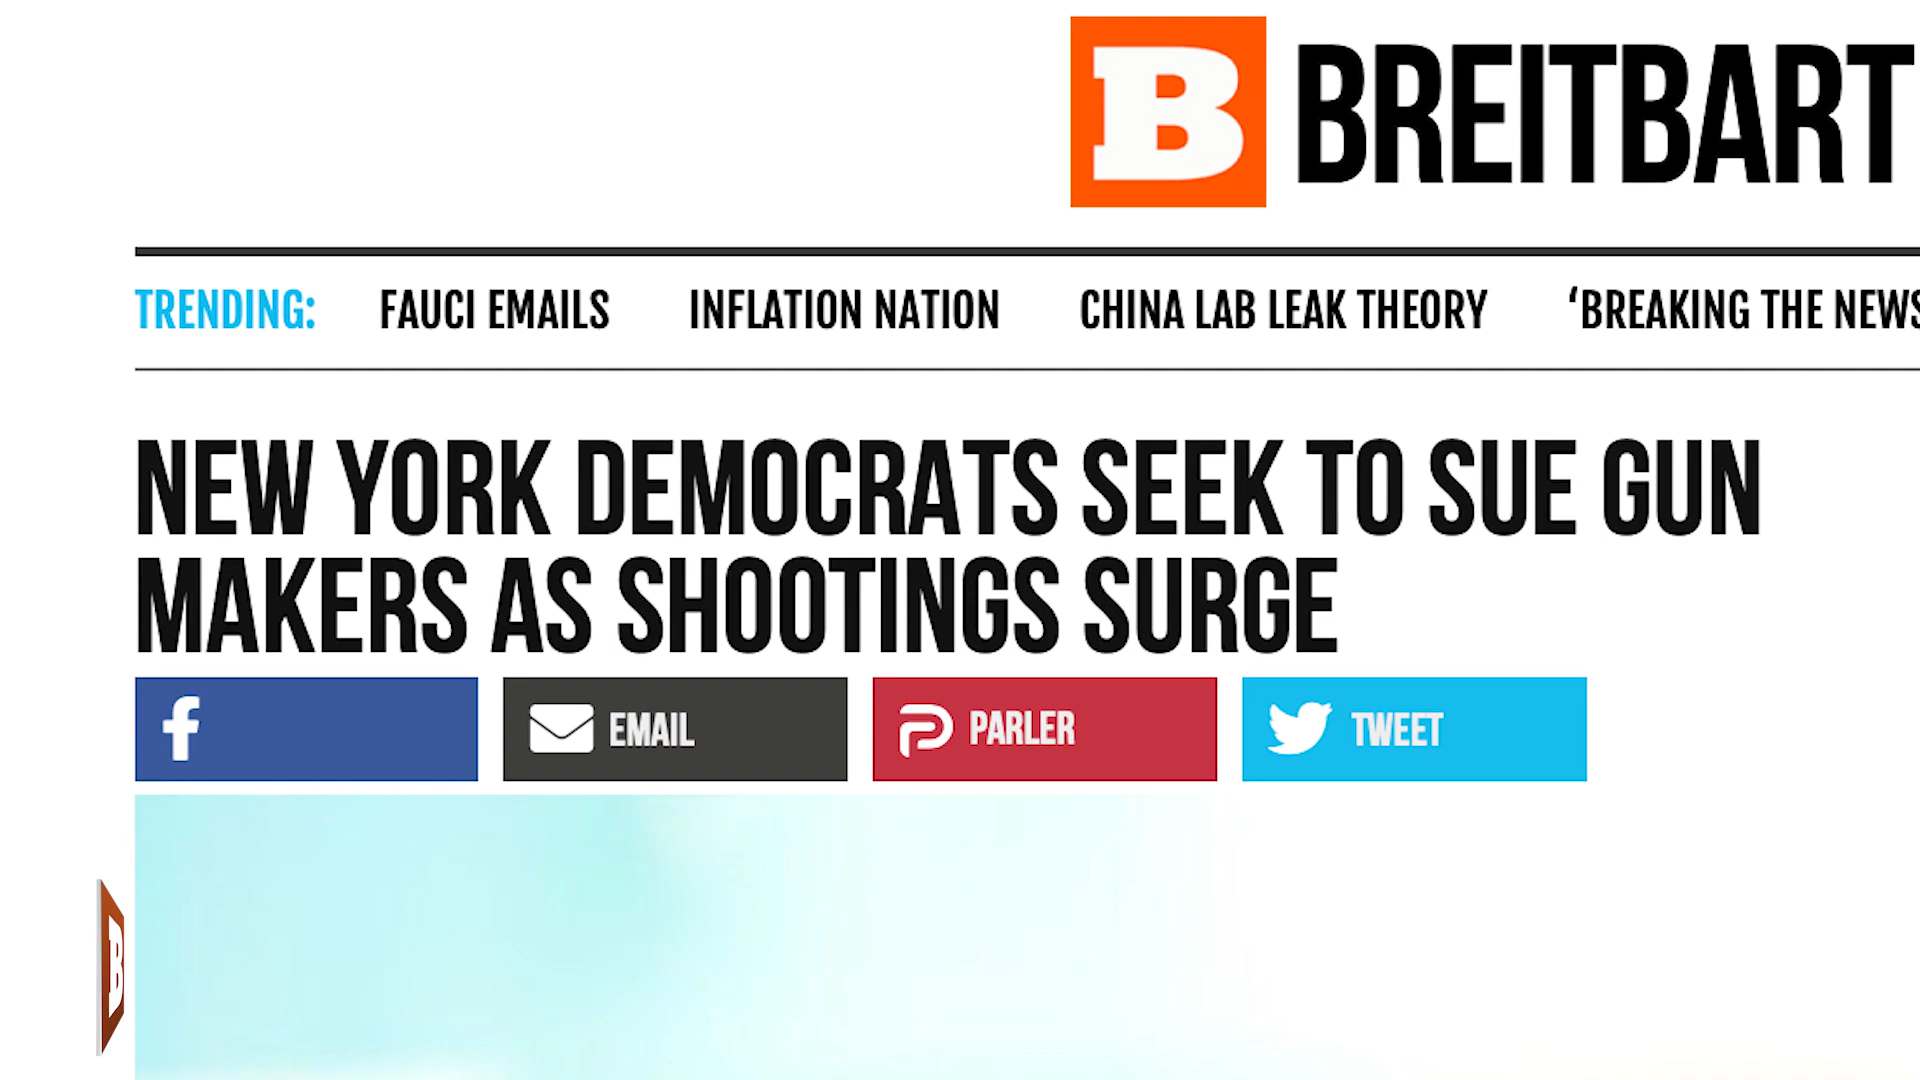 B BREITBART
TRENDING: FAUCI EMAILS INFLATION NATION CHINA LAB LEAK THEORY ‘BREAKING THE NEWS
NEW YORK DEMOCRATS SEEK TO SUE GUN
MAKERS AS SHOOTINGS SURGE
f EMAIL PARLER TWEET
B